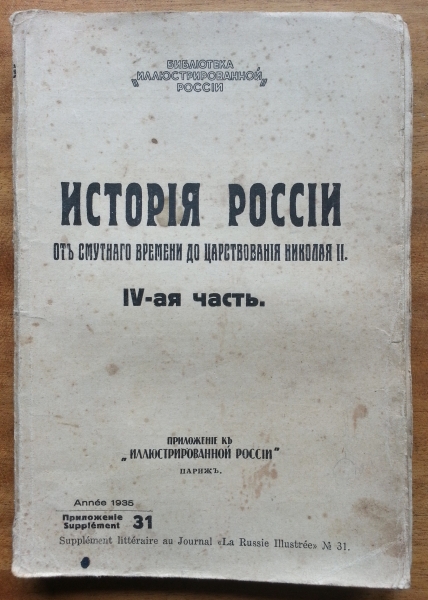 БИБЛІОТЕКА
„ИЛЛЮСТРИРОВАННОЙ
РОССІИ"
ИСТОРІЯ РОССІИ
ОТЪ СМУТНАГО ВРЕМЕНИ ДО ЦАРСТВОВАНІЯ НИКОЛАЯ II.
IV-ая часть.
ПРИЛОЖЕНІЕ КЪ
„ИЛЛЮСТРИРОВАННОЙ РОССІИ"
ПАРИЖЪ.
Année 1935
Приложеніе
Supplément 31
Supplément littéraire au Journal «La Russie Illustrée» № 31.